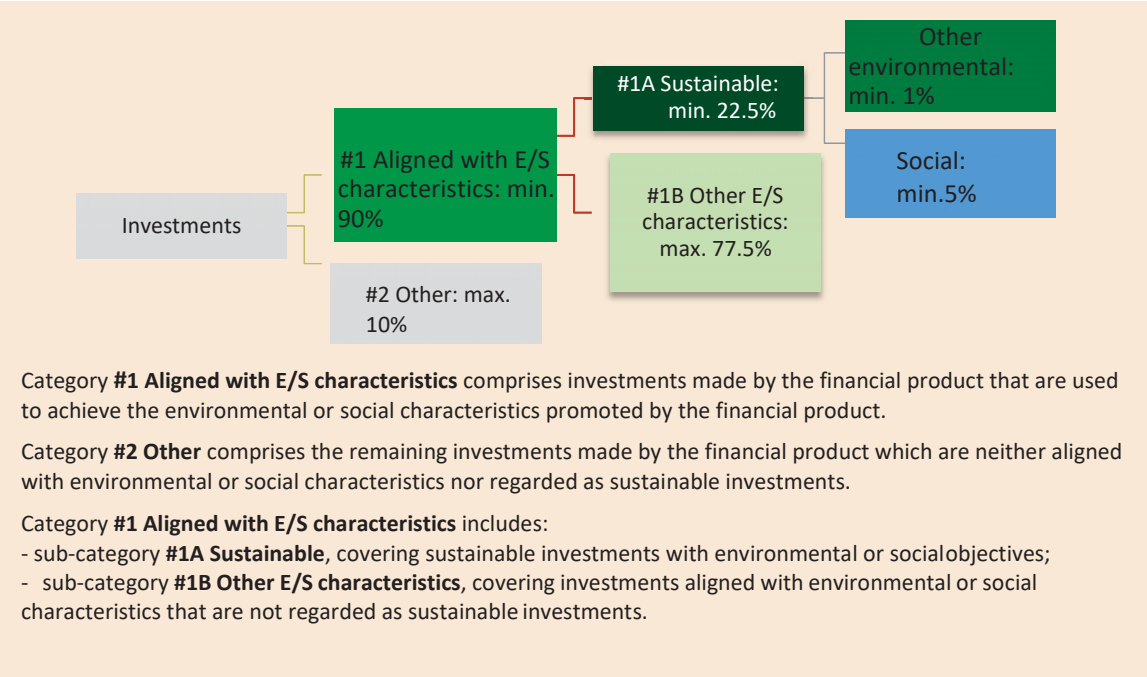 Investments
#1 Aligned with E/S
characteristics: min.
90%
#2 Other: max.
10%
#1A Sustainable:
min. 22.5%
#1B Other E/S
characteristics:
max. 77.5%
Other
environmental:
min. 1%
Social:
min.5%
Category #1 Aligned with E/S characteristics comprises investments made by the financial product that are used
to achieve the environmental or social characteristics promoted by the financial product.
Category #2 Other comprises the remaining investments made by the financial product which are neither aligned
with environmental or social characteristics nor regarded as sustainable investments.
Category #1 Aligned with E/S characteristics includes:
- sub-category #1A Sustainable, covering sustainable investments with environmental or socialobjectives;
- sub-category #1B Other E/S characteristics, covering investments aligned with environmental or social
characteristics that are not regarded as sustainable investments.